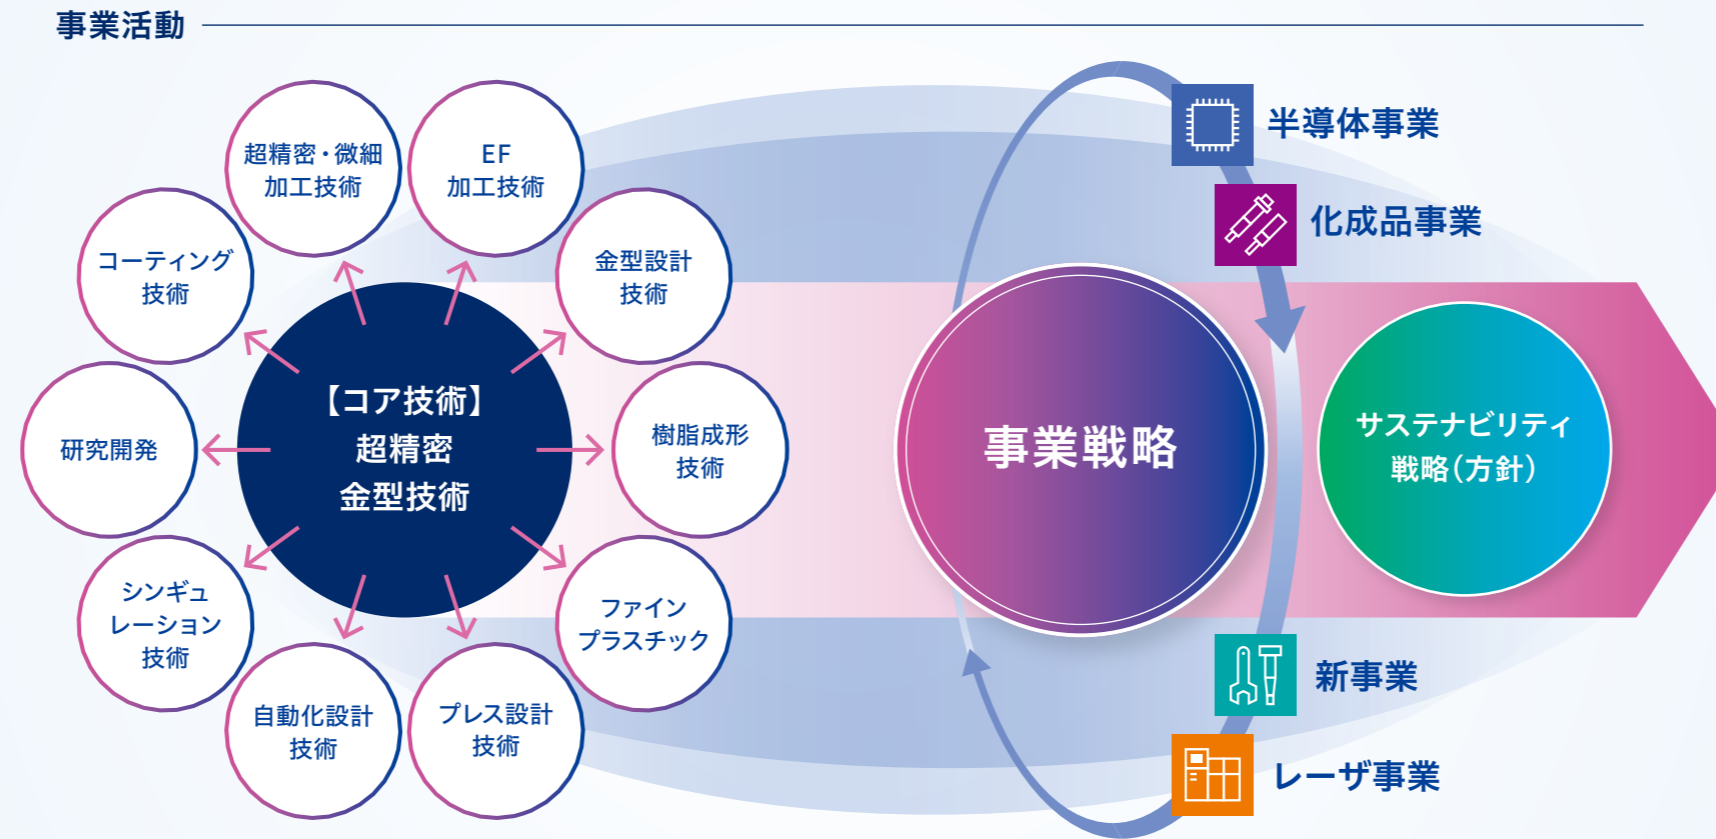 事業活動
超精密・微細
加工技術
EF
加工技術
コーティング
技術
金型設計
技術
研究開発
【コア技術】
超精密
金型技術
樹脂成形
技術
シンギュ
レーション
技術
ファイン
プラスチック
自動化設計
技術
プレス設計
技術
事業戦略
半導体事業
化成品事業
サステナビリティ
戦略(方針)
新事業
レーザ事業